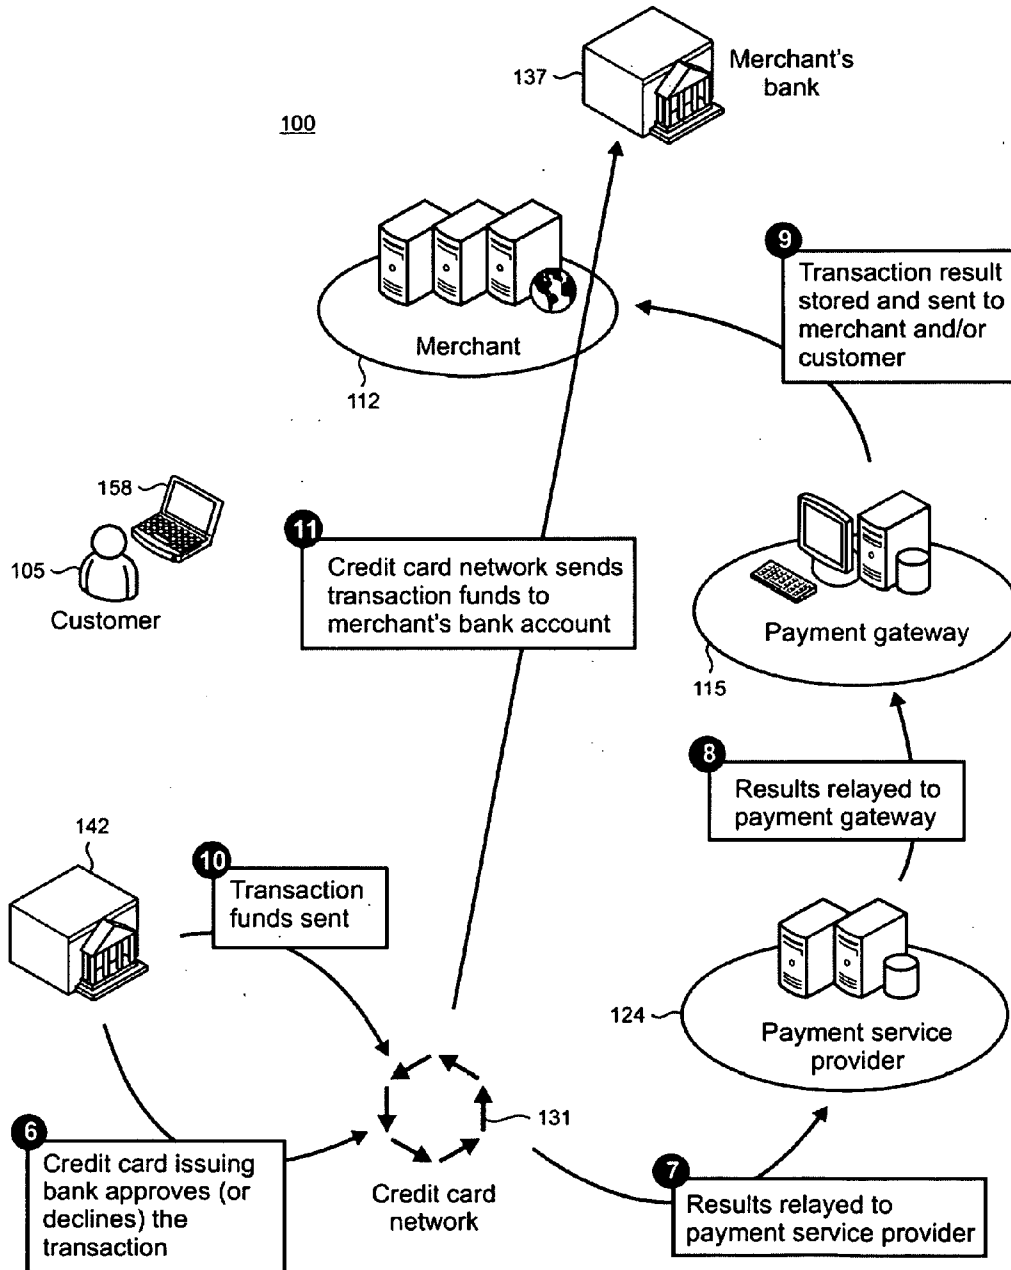 137
Merchant's
bank
100
9
Transaction result
stored and sent to
merchant and/or
customer
Merchant
112
158
105
Customer
11
Credit card network sends
transaction funds to
merchant's bank account
Payment gateway
115
8
Results relayed to
payment gateway
142
10
Transaction
funds sent
124
Payment service
provider
131
6
Credit card issuing
bank approves (or
declines) the
transaction
Credit card
network
7
Results relayed to
payment service provider